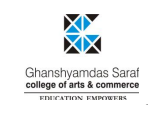 Ghanshyamdas Saraf
college of arts & commerce
EDUCATION EMPOWERS